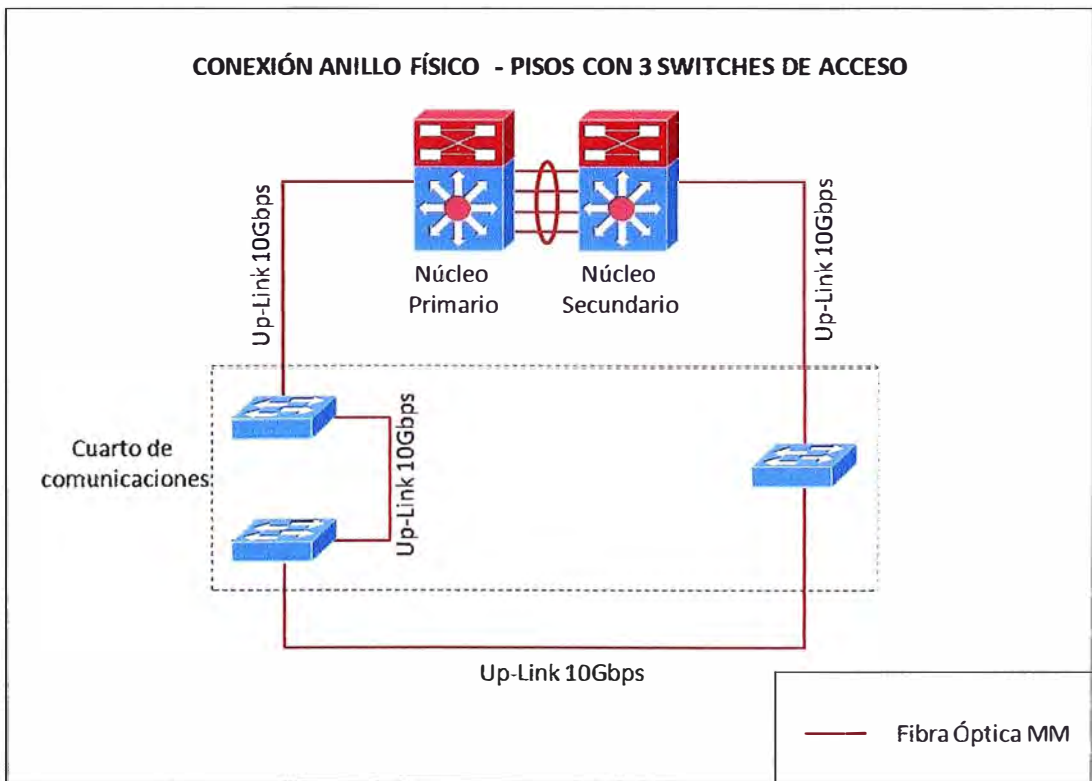 CONEXIÓN ANILLO FÍSICO - PISOS CON 3 SWITCHES DE ACCESO
Núcleo
Primario
Núcleo
Secundario
Up-Link 10Gbps
Up-Link 10Gbps
Cuarto de
comunicaciones
Up-Link 10Gbps
Up-Link 10Gbps
Fibra Óptica MM